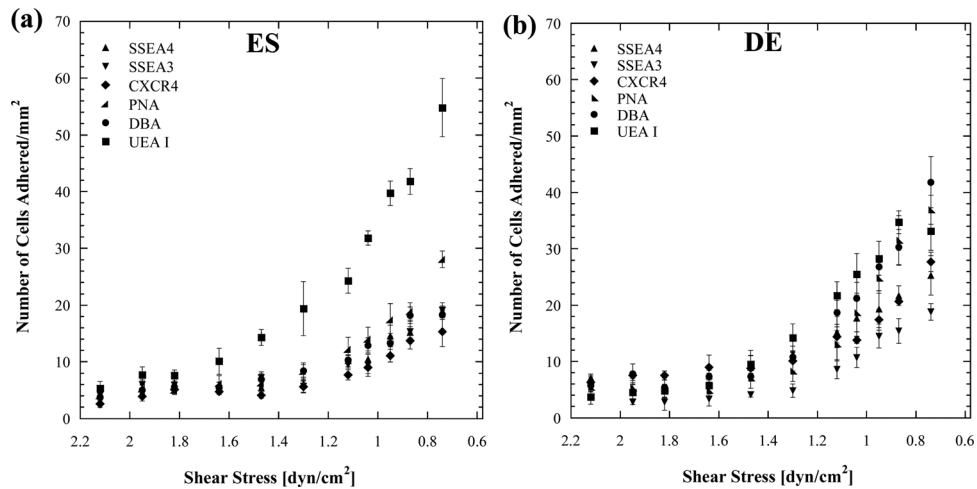 (a)
ES
70
60
50
40
30
20
10
0
Number of Cells Adhered/mm²
SSEA4
SSEA3
CXCR4
PNA
DBA
UEA I
2.2 2 1.8 1.6 1.4 1.2 1 0.8 0.6
Shear Stress [dyn/cm²]
(b)
DE
70
60
50
40
30
20
10
0
Number of Cells Adhered/mm²
SSEA4
SSEA3
CXCR4
PNA
DBA
UEA I
2.2 2 1.8 1.6 1.4 1.2 1 0.8 0.6
Shear Stress [dyn/cm²]